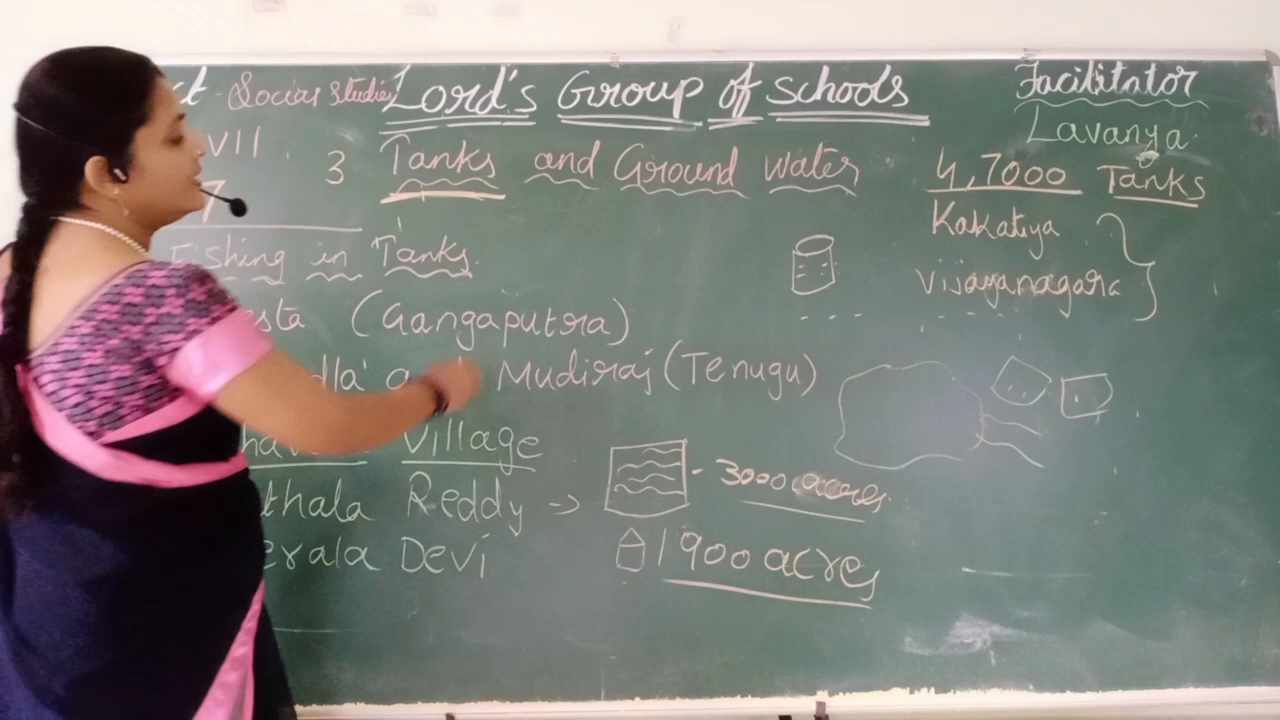 Social Studies Lord's Group of schools Facilitator
Lavanya
VII 3 Tanks and Ground water 4,7000 Tanks
7 Kakatiya
Fishing in Tanks vijayanagara
(Gangaputra)
Mudiraj (Tenugu)
village
Reddy → - 3000 acres
Devi 1900 acres